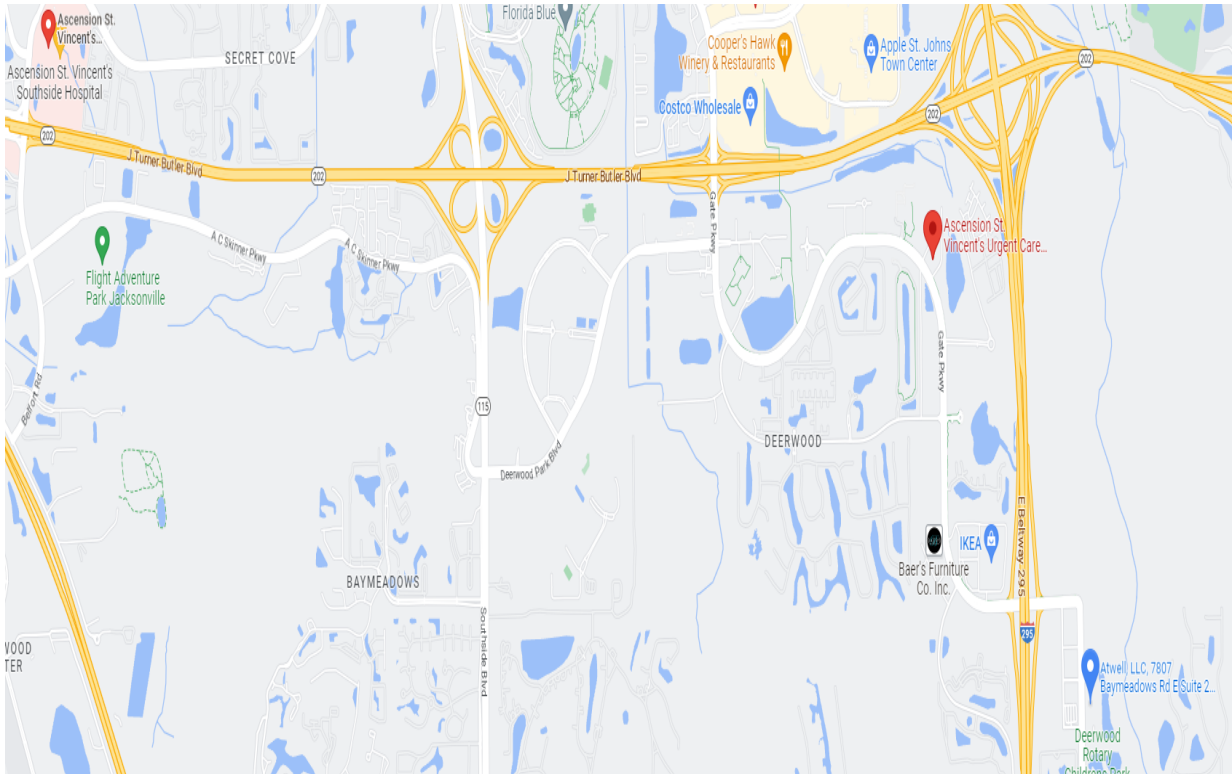 Ascension St.
Vincent's...
Ascension St. Vincent's
Southside Hospital
SECRET COVE
Florida Blue
Cooper's Hawk
Winery & Restaurants
Apple St. Johns
Town Center
Costco Wholesale
202
202
202
202
J Turner Butler Blvd
J Turner Butler Blvd
A C Skinner Pkwy
A C Skinner Pkwy
Gate Pkwy
Ascension St.
Vincent's Urgent Care...
Flight Adventure
Park Jacksonville
Belfort Rd
115
Gate Pkwy
DEERWOOD
Deerwood Park Blvd
E Beltway 295
IKEA
Baer's Furniture
Co. Inc.
BAYMEADOWS
Southside Blvd
295
WOOD
TER
Atwell, LLC, 7807
Baymeadows Rd E Suite 2...
Deerwood
Rotary
Childrens Park